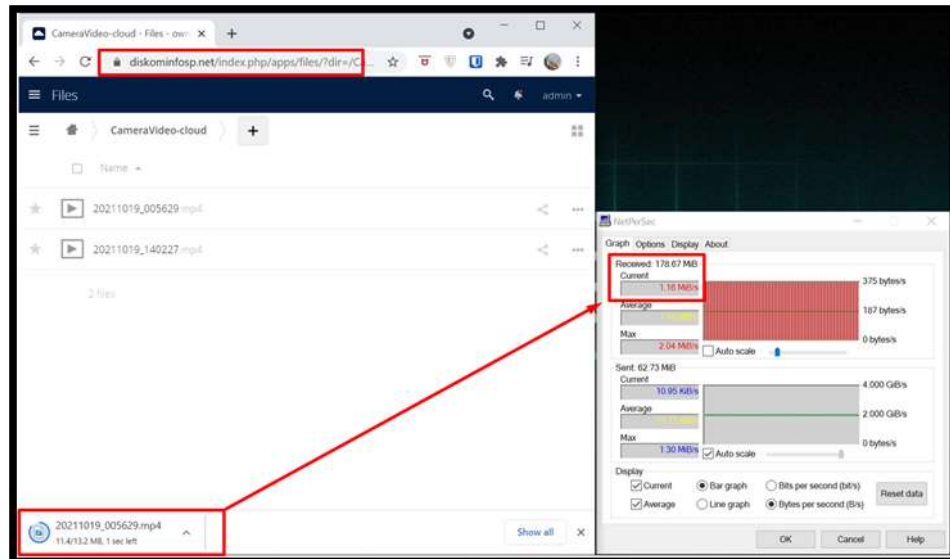 CameraVideo-cloud - Files - own
diskominfosp.net/index.php/apps/files/?dir=/Ca...
Files
admin
CameraVideo-cloud
Name
20211019_005629.mp4
20211019_140227.mp4
2 files
20211019_005629.mp4
11.4/13.2 MB, 1 sec left
Show all
NetPerSec
Graph Options Display About
Received: 178.67 MiB
Current
1.16 MiB/s
375 bytes/s
Average
187 bytes/s
Max
2.04 MiB/s
Auto scale
0 bytes/s
Sent: 62.73 MiB
Current
10.95 KiB/s
4.000 GiB/s
Average
2.000 GiB/s
Max
1.30 MiB/s
Auto scale
0 bytes/s
Display
Current
Bar graph
Bits per second (bit/s)
Average
Line graph
Bytes per second (B/s)
Reset data
OK
Cancel
Help